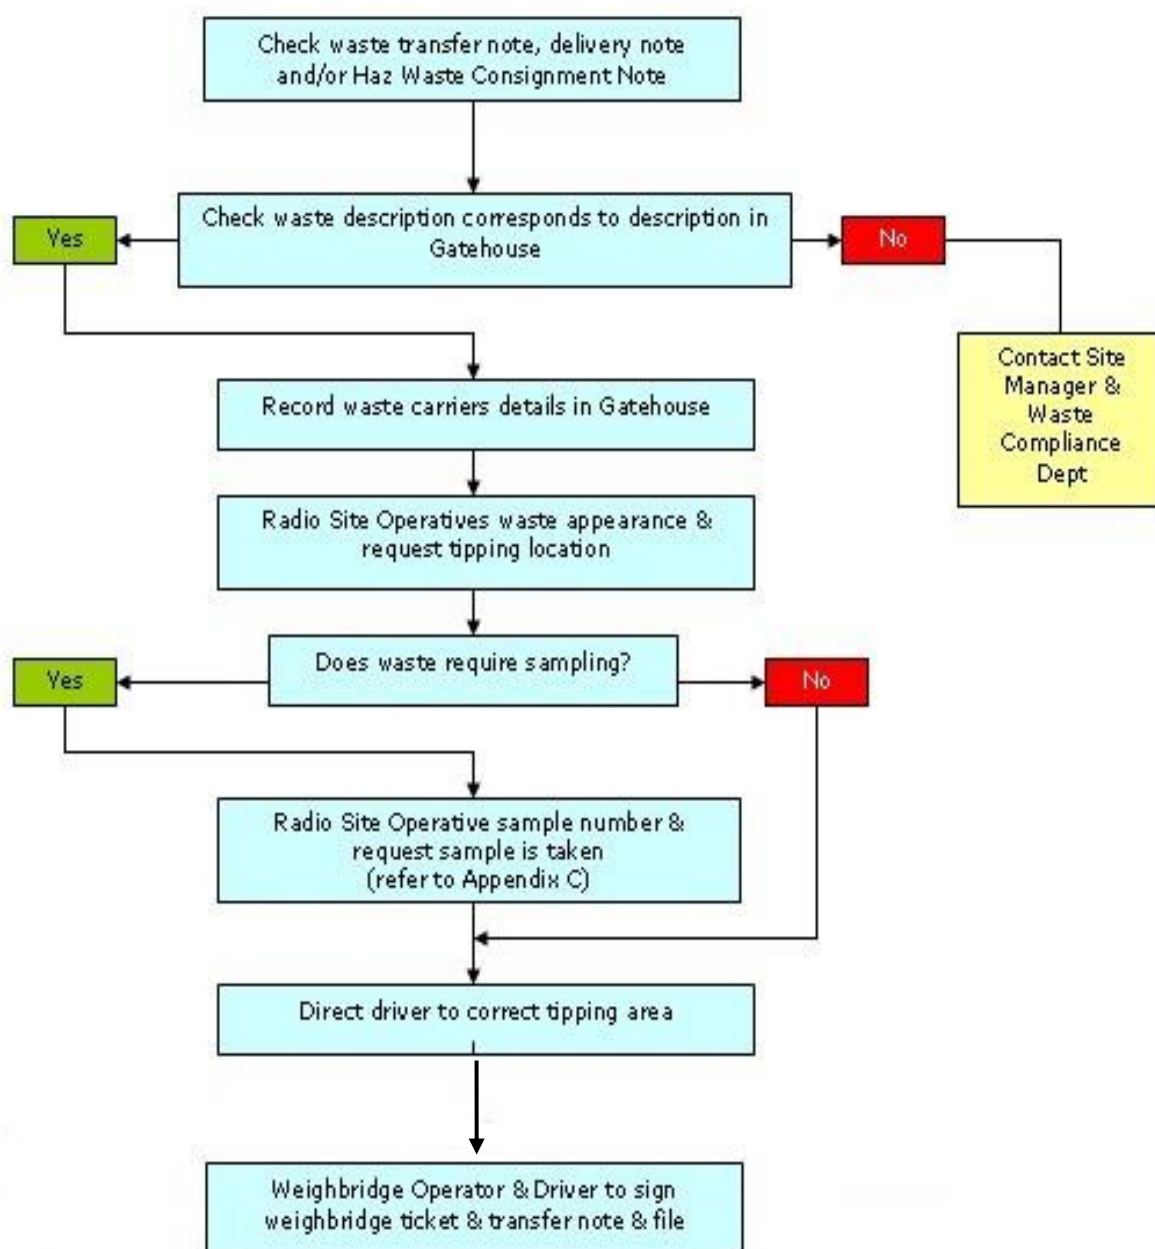 Check waste transfer note, delivery note
and/or Haz Waste Consignment Note
Check waste description corresponds to description in
Gatehouse
Yes
No
Contact Site
Manager &
Waste
Compliance
Dept
Record waste carriers details in Gatehouse
Radio Site Operatives waste appearance &
request tipping location
Does waste require sampling?
Yes
No
Radio Site Operative sample number &
request sample is taken
(refer to Appendix C)
Direct driver to correct tipping area
Weighbridge Operator & Driver to sign
weighbridge ticket & transfer note & file